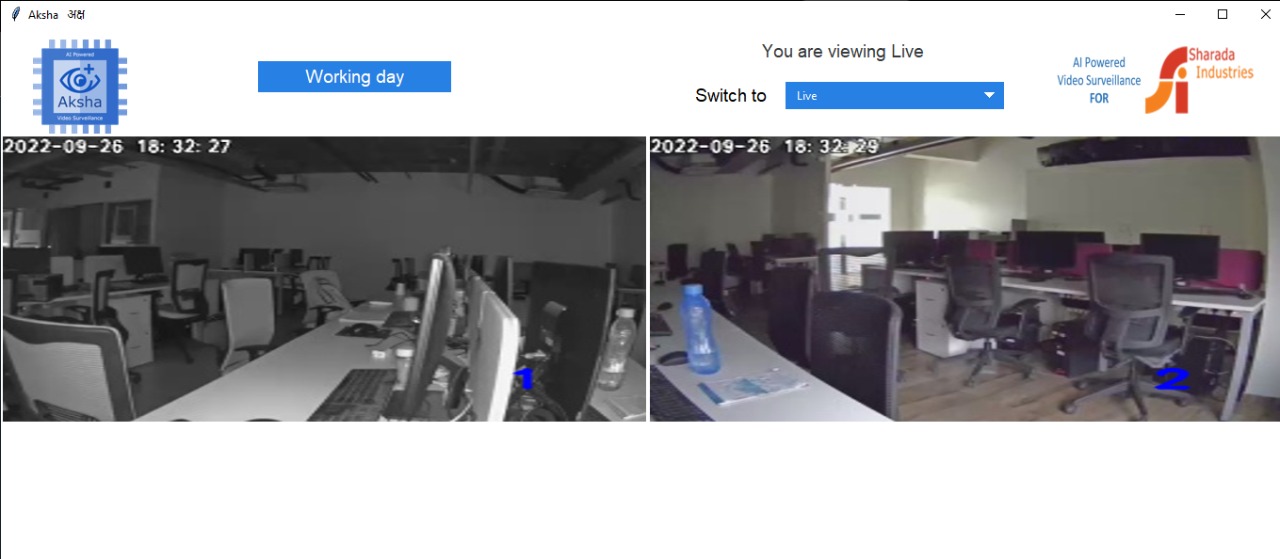 Aksha अक्ष
AI Powered
Aksha
Video Surveillance
Working day
You are viewing Live
Switch to
Live
AI Powered
Video Surveillance
FOR
Sharada
Industries
2022-09-26 18:32:27
2022-09-26 18:32:29
1
2